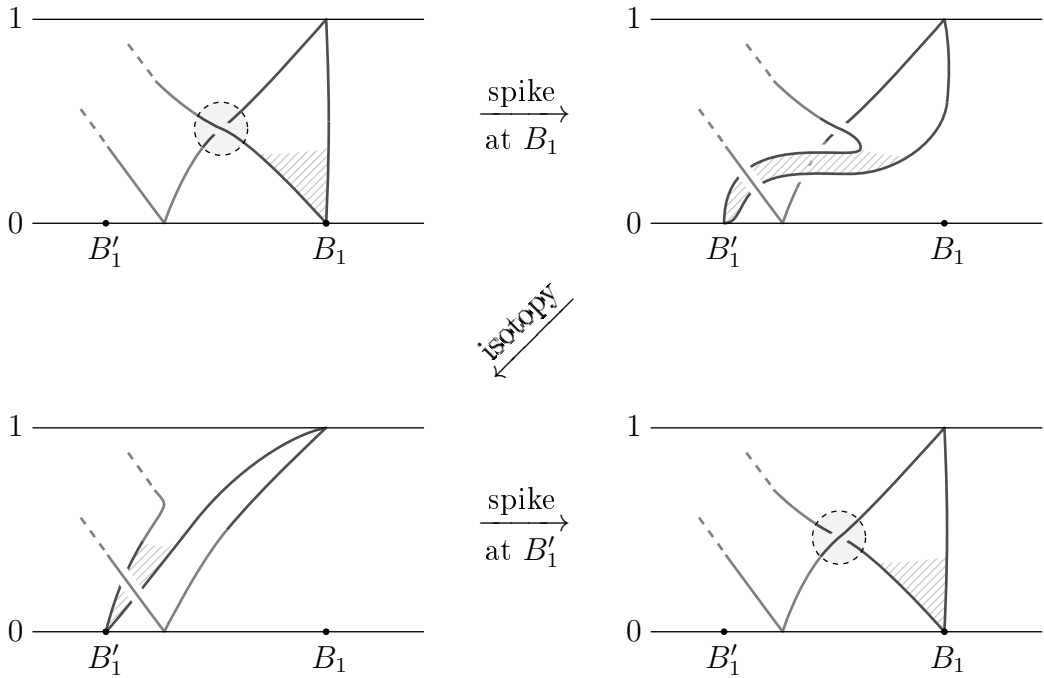 1
0
B′₁
B₁
spike
at B₁
1
0
B′₁
B₁
isotopy
1
0
B′₁
B₁
spike
at B′₁
1
0
B′₁
B₁